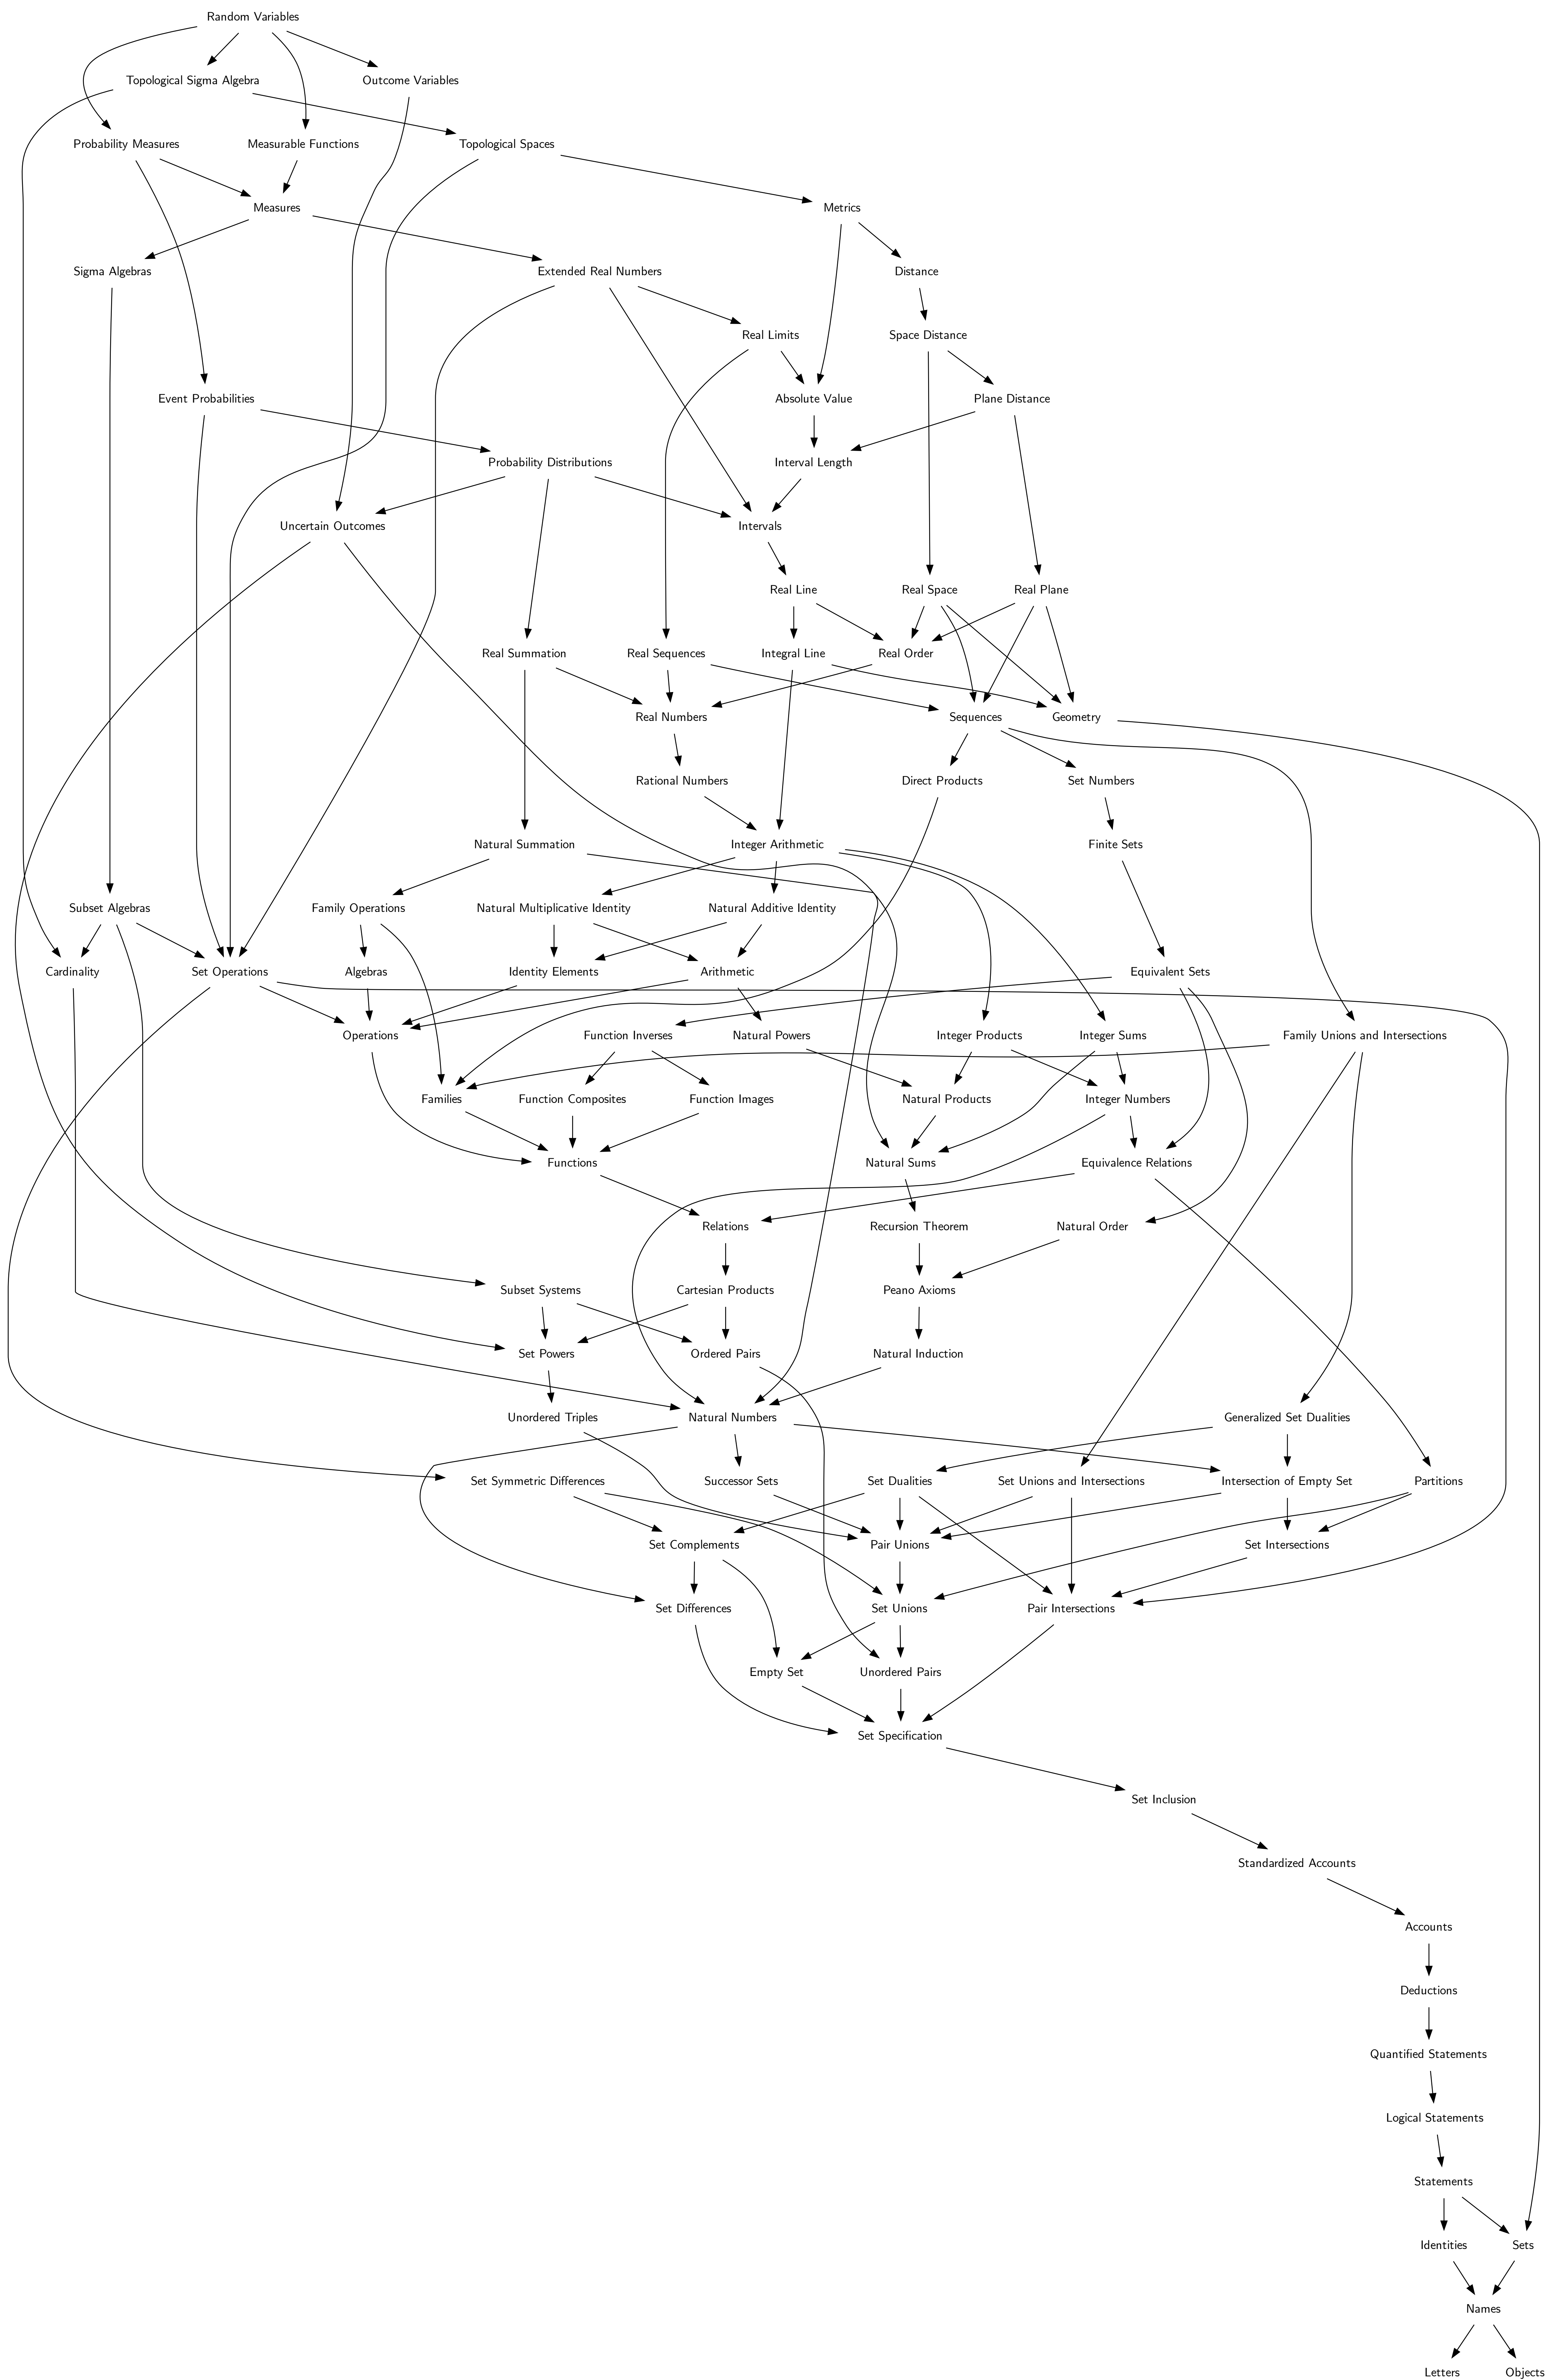 Random Variables
Topological Sigma Algebra
Outcome Variables
Probability Measures
Measurable Functions
Topological Spaces
Measures
Metrics
Sigma Algebras
Extended Real Numbers
Distance
Real Limits
Space Distance
Event Probabilities
Absolute Value
Plane Distance
Probability Distributions
Interval Length
Uncertain Outcomes
Intervals
Real Line
Real Space
Real Plane
Real Summation
Real Sequences
Integral Line
Real Order
Real Numbers
Sequences
Geometry
Rational Numbers
Direct Products
Set Numbers
Natural Summation
Integer Arithmetic
Finite Sets
Subset Algebras
Family Operations
Natural Multiplicative Identity
Natural Additive Identity
Cardinality
Set Operations
Algebras
Identity Elements
Arithmetic
Equivalent Sets
Operations
Function Inverses
Natural Powers
Integer Products
Integer Sums
Family Unions and Intersections
Families
Function Composites
Function Images
Natural Products
Integer Numbers
Functions
Natural Sums
Equivalence Relations
Relations
Recursion Theorem
Natural Order
Subset Systems
Cartesian Products
Peano Axioms
Set Powers
Ordered Pairs
Natural Induction
Unordered Triples
Natural Numbers
Generalized Set Dualities
Set Symmetric Differences
Successor Sets
Set Dualities
Set Unions and Intersections
Intersection of Empty Set
Partitions
Set Complements
Pair Unions
Set Intersections
Set Differences
Set Unions
Pair Intersections
Empty Set
Unordered Pairs
Set Specification
Set Inclusion
Standardized Accounts
Accounts
Deductions
Quantified Statements
Logical Statements
Statements
Identities
Sets
Names
Letters
Objects